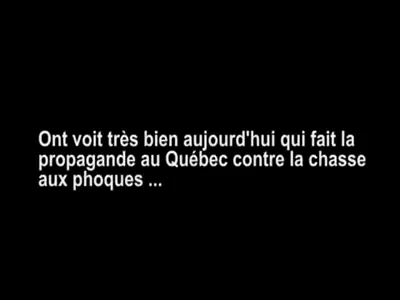 Ont voit très bien aujourd'hui qui fait la
propagande au Québec contre la chasse
aux phoques ...